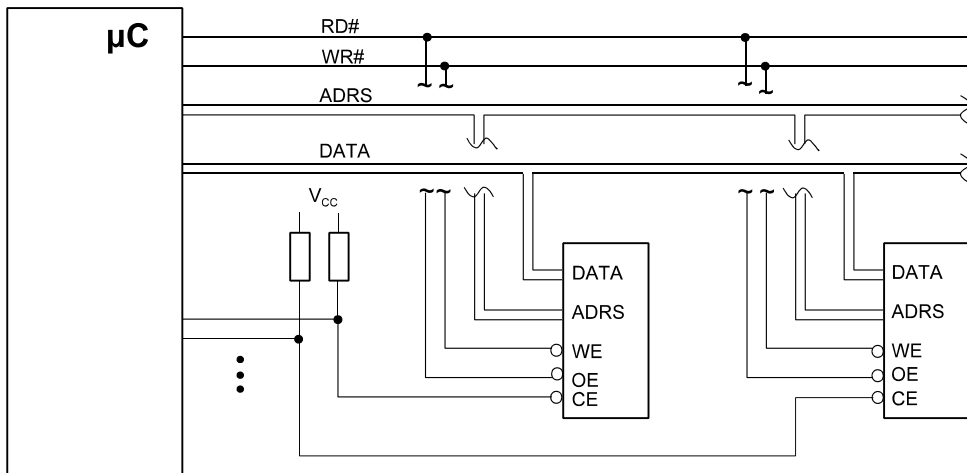 µC
RD#
WR#
ADRS
DATA
VCC
DATA
ADRS
WE
OE
CE
DATA
ADRS
WE
OE
CE